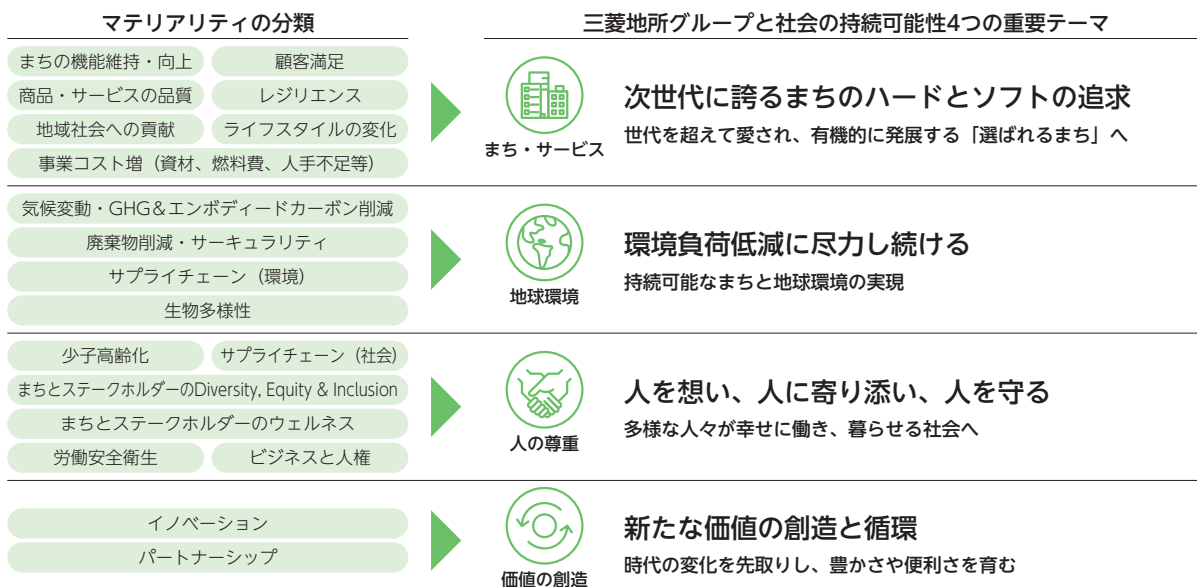 マテリアリティの分類
三菱地所グループと社会の持続可能性4つの重要テーマ
まちの機能維持・向上
顧客満足
商品・サービスの品質
レジリエンス
地域社会への貢献
ライフスタイルの変化
事業コスト増（資材、燃料費、人手不足等）
まち・サービス
次世代に誇るまちのハードとソフトの追求
世代を超えて愛され、有機的に発展する「選ばれるまち」へ
気候変動・GHG＆エンボディードカーボン削減
廃棄物削減・サーキュラリティ
サプライチェーン（環境）
生物多様性
地球環境
環境負荷低減に尽力し続ける
持続可能なまちと地球環境の実現
少子高齢化
サプライチェーン（社会）
まちとステークホルダーのDiversity, Equity & Inclusion
まちとステークホルダーのウェルネス
労働安全衛生
ビジネスと人権
人の尊重
人を想い、人に寄り添い、人を守る
多様な人々が幸せに働き、暮らせる社会へ
イノベーション
パートナーシップ
価値の創造
新たな価値の創造と循環
時代の変化を先取りし、豊かさや便利さを育む